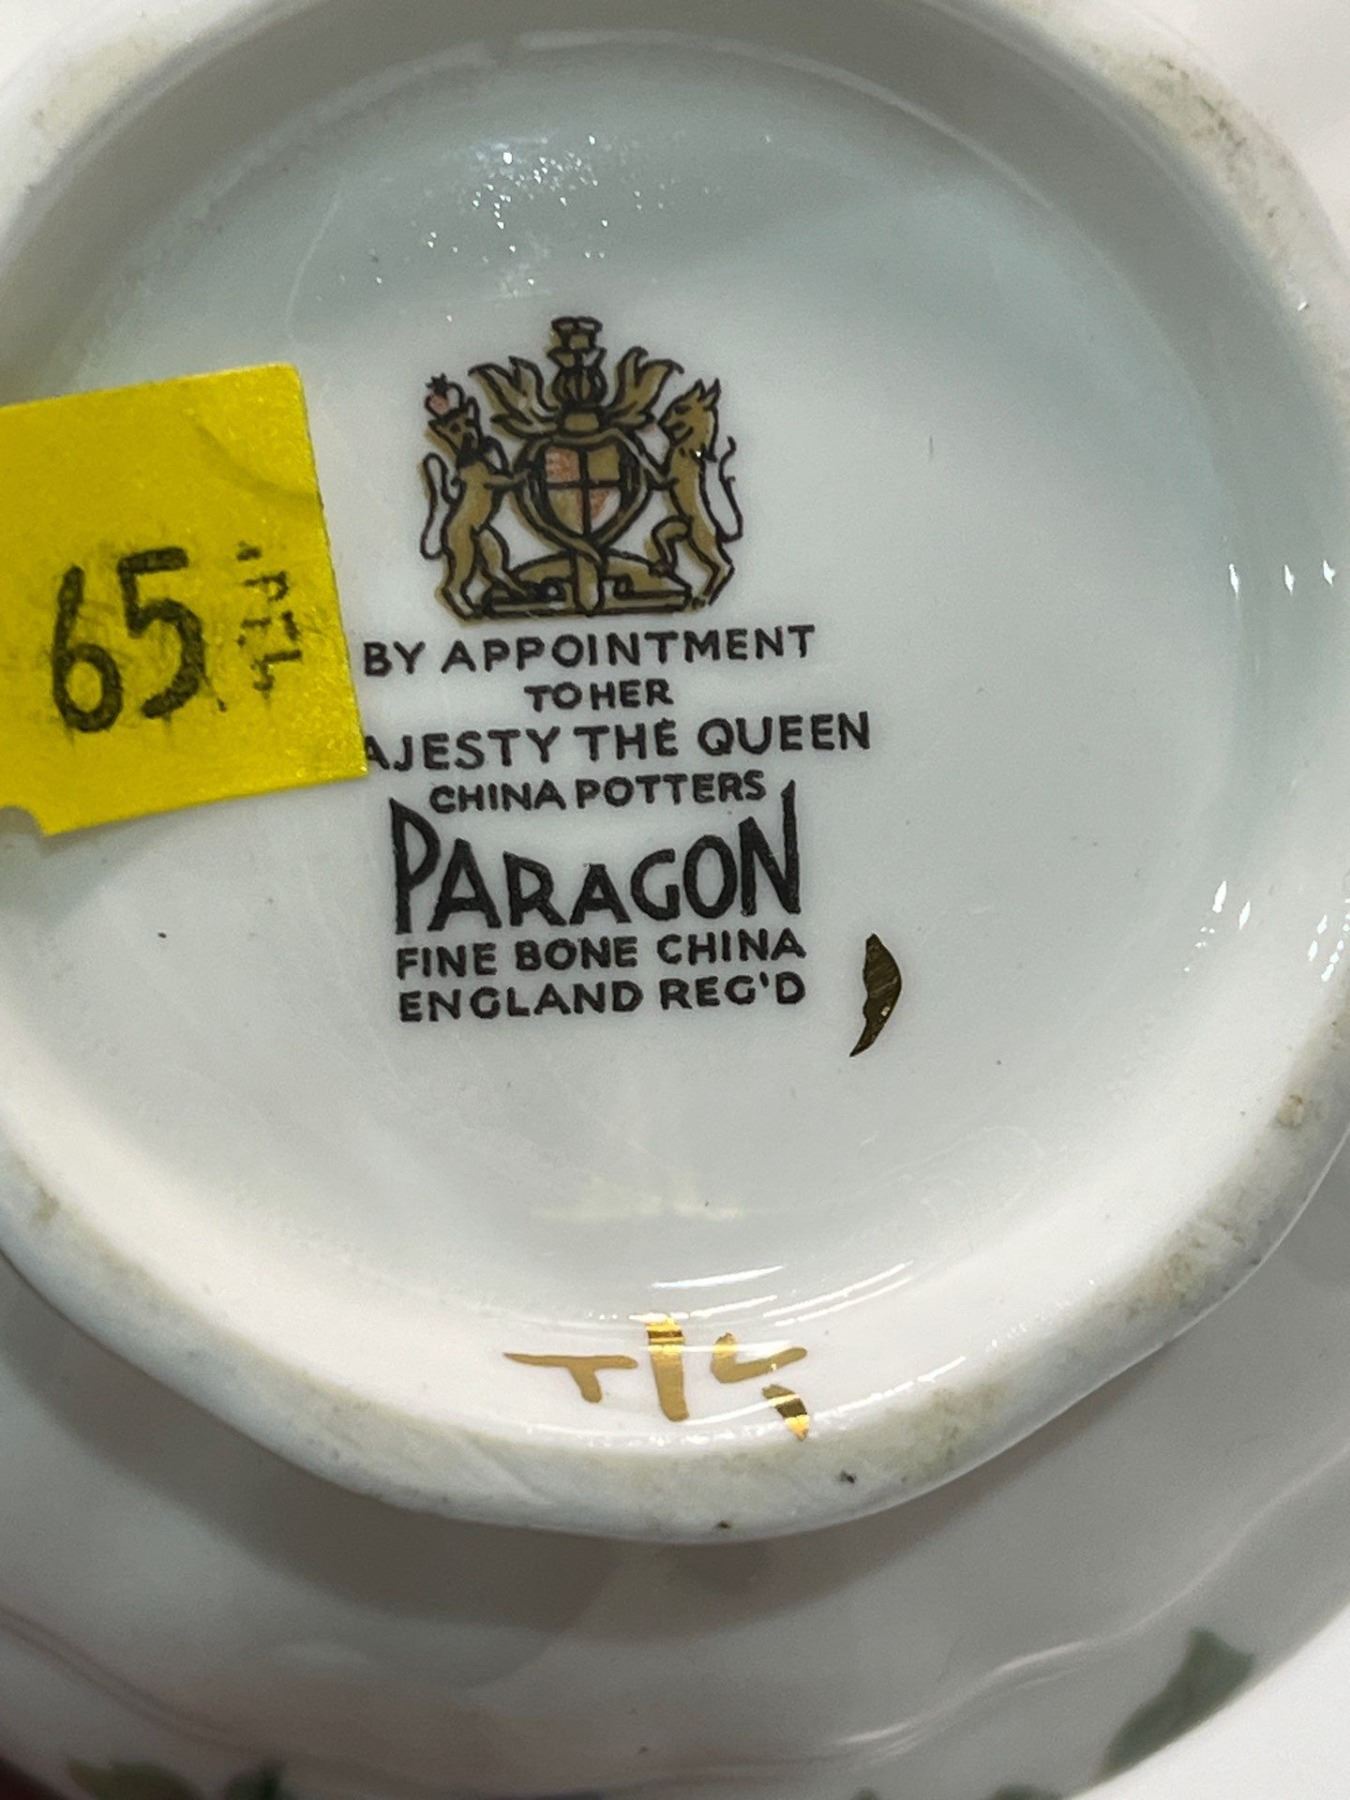 65
BY APPOINTMENT
TO HER
AJESTY THE QUEEN
CHINA POTTERS
PARAGON
FINE BONE CHINA
ENGLAND REG'D